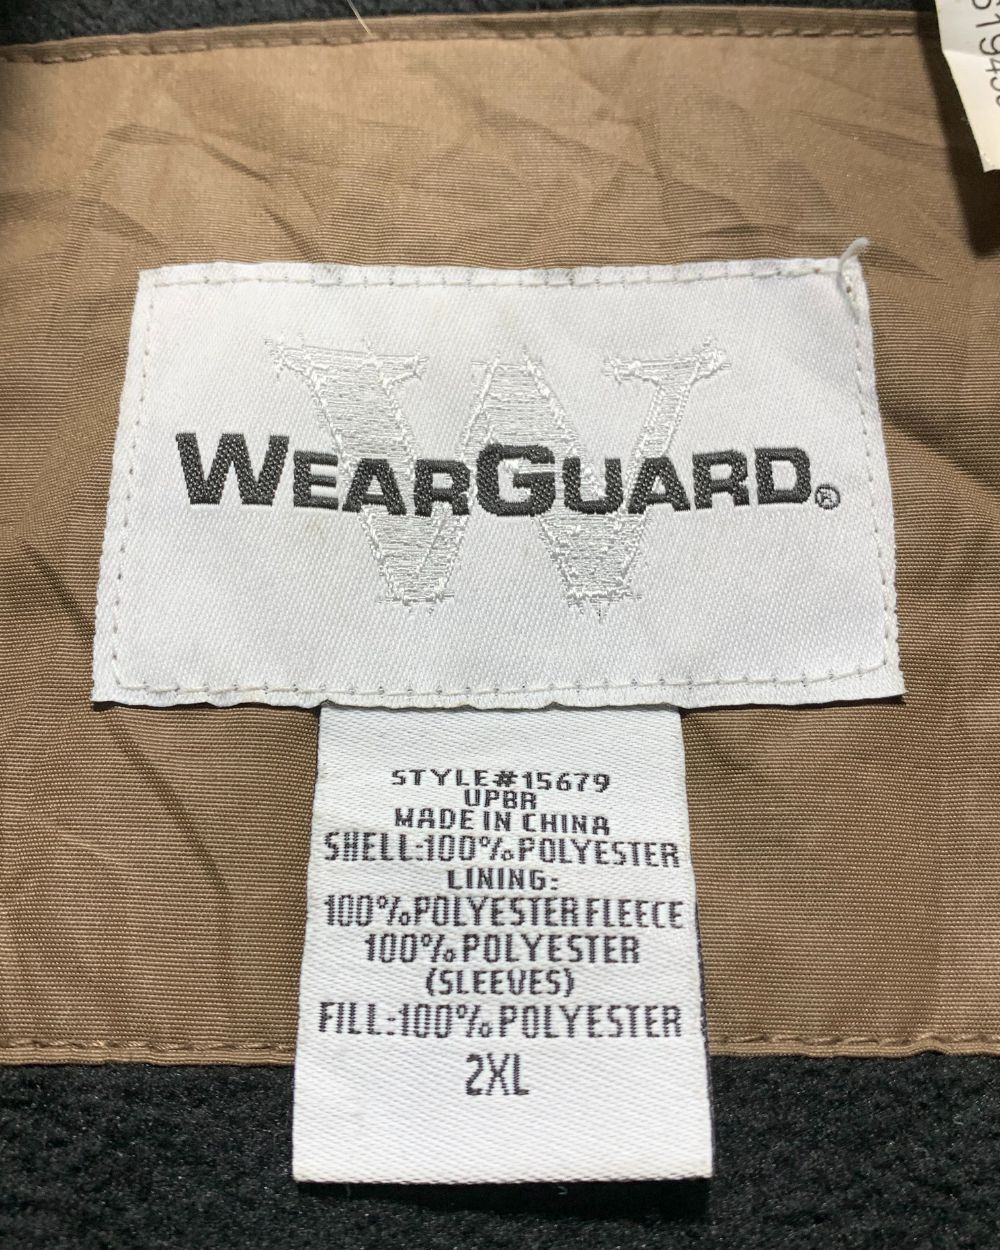 WEARGUARD®
STYLE#15679
UPBR
MADE IN CHINA
SHELL:100%POLYESTER
LINING:
100%POLYESTER FLEECE
100%POLYESTER
(SLEEVES)
FILL:100%POLYESTER
2XL